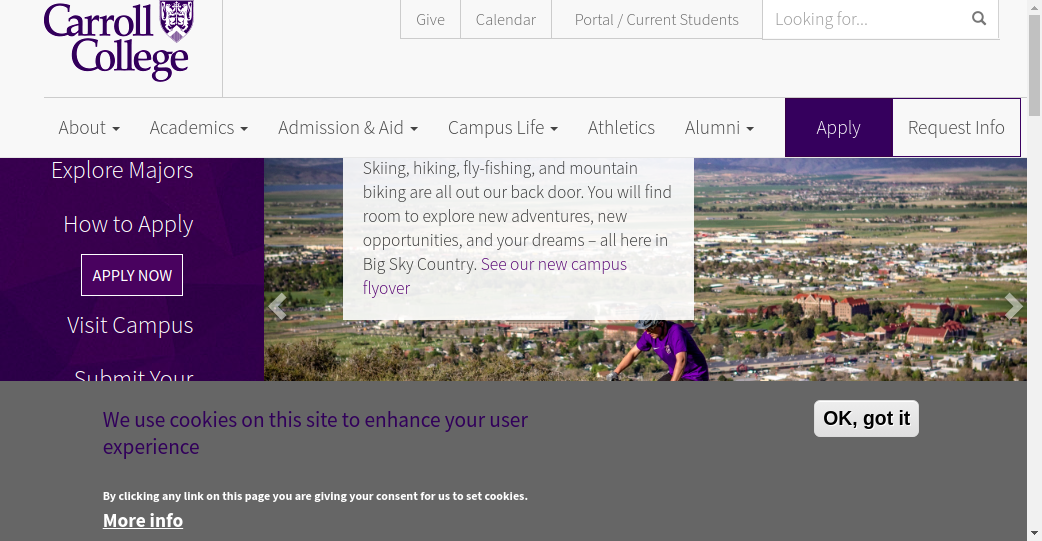 Carroll
College
Give
Calendar
Portal / Current Students
Looking for...
About
Academics
Admission & Aid
Campus Life
Athletics
Alumni
Apply
Request Info
Explore Majors
How to Apply
APPLY NOW
Visit Campus
Submit Your
Skiing, hiking, fly-fishing, and mountain
biking are all out our back door. You will find
room to explore new adventures, new
opportunities, and your dreams – all here in
Big Sky Country. See our new campus
flyover
We use cookies on this site to enhance your user
experience
OK, got it
By clicking any link on this page you are giving your consent for us to set cookies.
More info